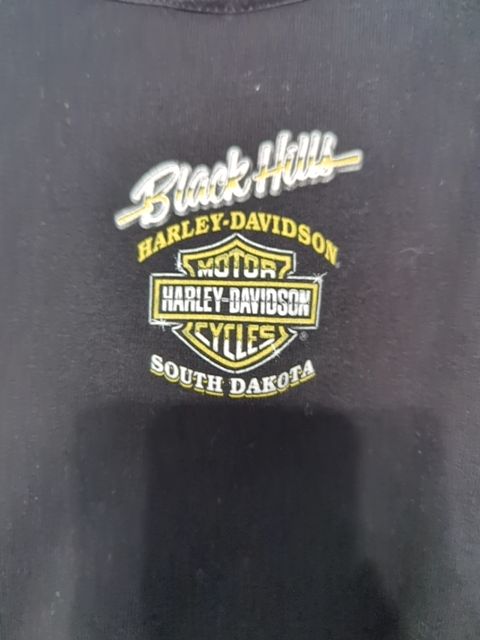 Black Hills
HARLEY-DAVIDSON
MOTOR
HARLEY-DAVIDSON
CYCLES
SOUTH DAKOTA